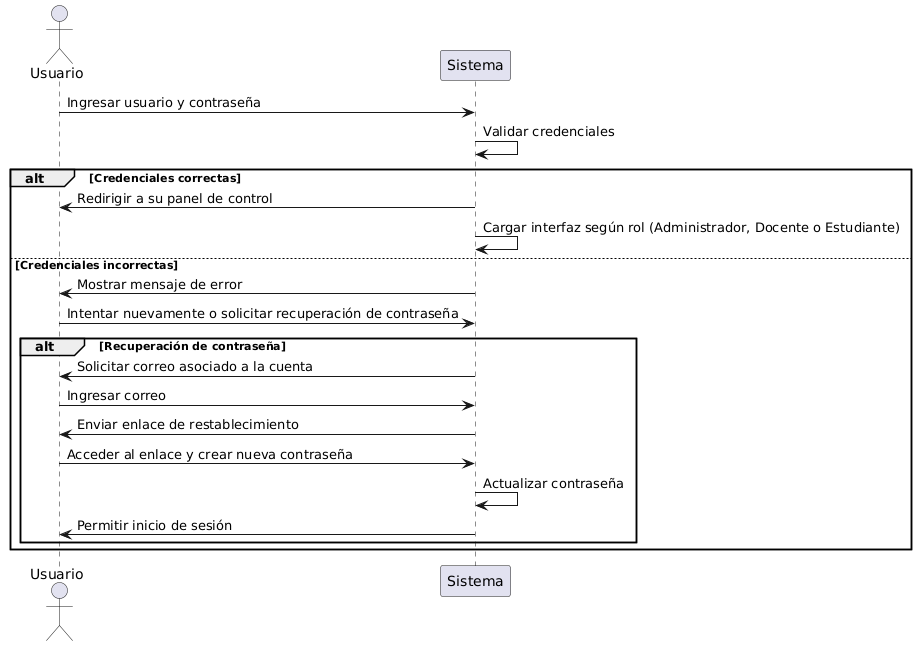 Usuario
Sistema
Ingresar usuario y contraseña
Validar credenciales
alt [Credenciales correctas]
Redirigir a su panel de control
Cargar interfaz según rol (Administrador, Docente o Estudiante)
[Credenciales incorrectas]
Mostrar mensaje de error
Intentar nuevamente o solicitar recuperación de contraseña
alt [Recuperación de contraseña]
Solicitar correo asociado a la cuenta
Ingresar correo
Enviar enlace de restablecimiento
Acceder al enlace y crear nueva contraseña
Actualizar contraseña
Permitir inicio de sesión
Usuario
Sistema